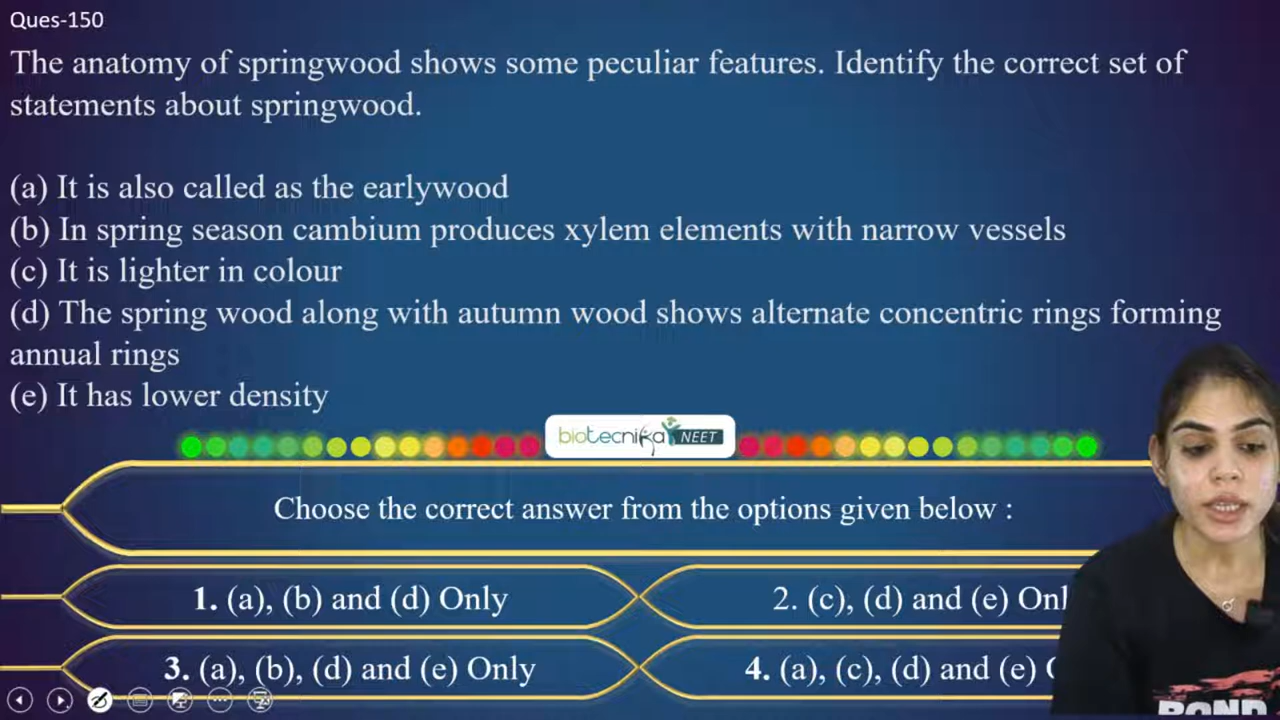 Ques-150
The anatomy of springwood shows some peculiar features. Identify the correct set of
statements about springwood.
(a) It is also called as the earlywood
(b) In spring season cambium produces xylem elements with narrow vessels
(c) It is lighter in colour
(d) The spring wood along with autumn wood shows alternate concentric rings forming
annual rings
(e) It has lower density
biotecnika NEET
Choose the correct answer from the options given below :
1. (a), (b) and (d) Only
2. (c), (d) and (e) Onl
3. (a), (b), (d) and (e) Only
4. (a), (c), (d) and (e)